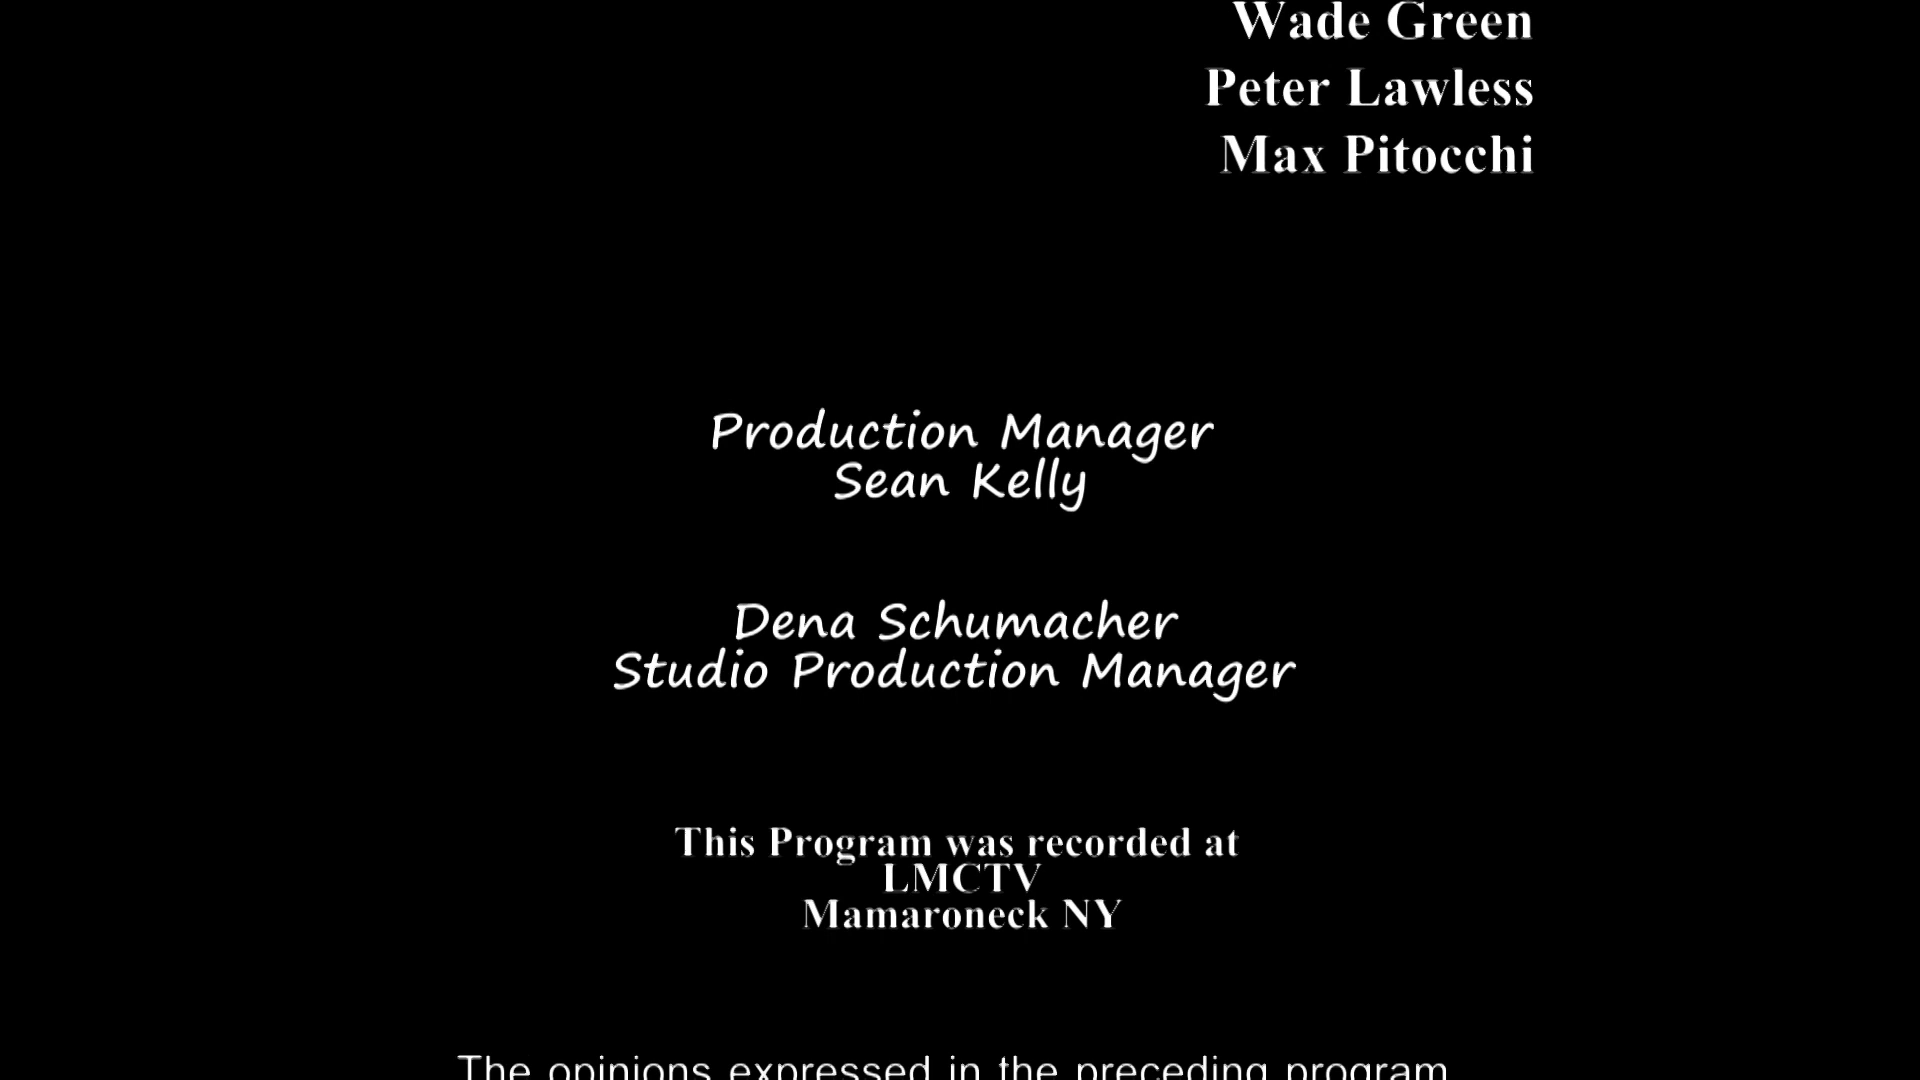 Wade Green
Peter Lawless
Max Pitocchi
Production Manager
Sean Kelly
Dena Schumacher
Studio Production Manager
This Program was recorded at
LMCTV
Mamaroneck NY
The opinions expressed in the preceding program